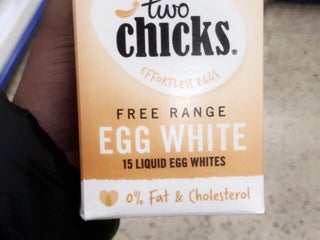 two
chicks.
EFFORTLESS EGGS
FREE RANGE
EGG WHITE
15 LIQUID EGG WHITES
0% Fat & Cholesterol